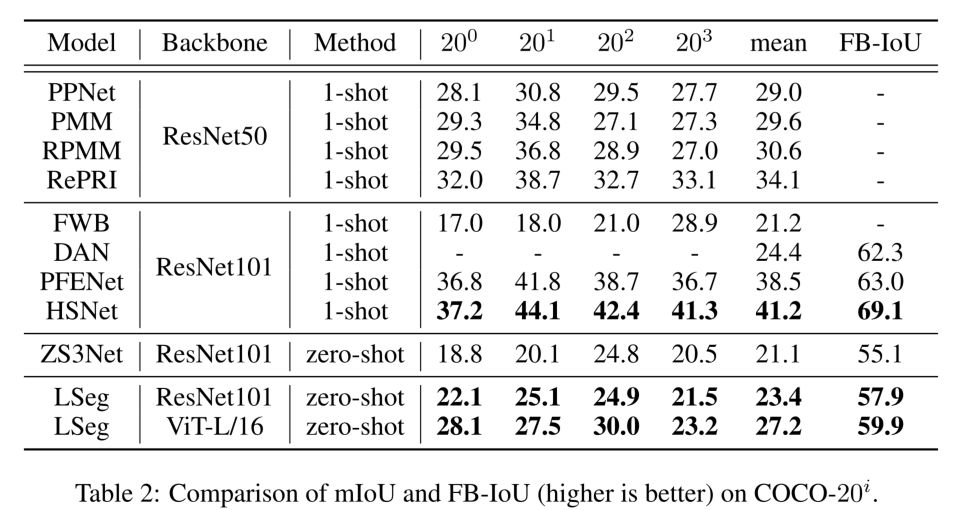 Model Backbone Method 20⁰ 20¹ 20² 20³ mean FB-IoU
PPNet 1-shot 28.1 30.8 29.5 27.7 29.0 -
PMM 1-shot 29.3 34.8 27.1 27.3 29.6 -
ResNet50
RPMM 1-shot 29.5 36.8 28.9 27.0 30.6 -
RePRI 1-shot 32.0 38.7 32.7 33.1 34.1 -
FWB 1-shot 17.0 18.0 21.0 28.9 21.2 -
DAN 1-shot - - - - 24.4 62.3
ResNet101
PFENet 1-shot 36.8 41.8 38.7 36.7 38.5 63.0
HSNet 1-shot 37.2 44.1 42.4 41.3 41.2 69.1
ZS3Net ResNet101 zero-shot 18.8 20.1 24.8 20.5 21.1 55.1
LSeg ResNet101 zero-shot 22.1 25.1 24.9 21.5 23.4 57.9
LSeg ViT-L/16 zero-shot 28.1 27.5 30.0 23.2 27.2 59.9
Table 2: Comparison of mIoU and FB-IoU (higher is better) on COCO-20ⁱ.